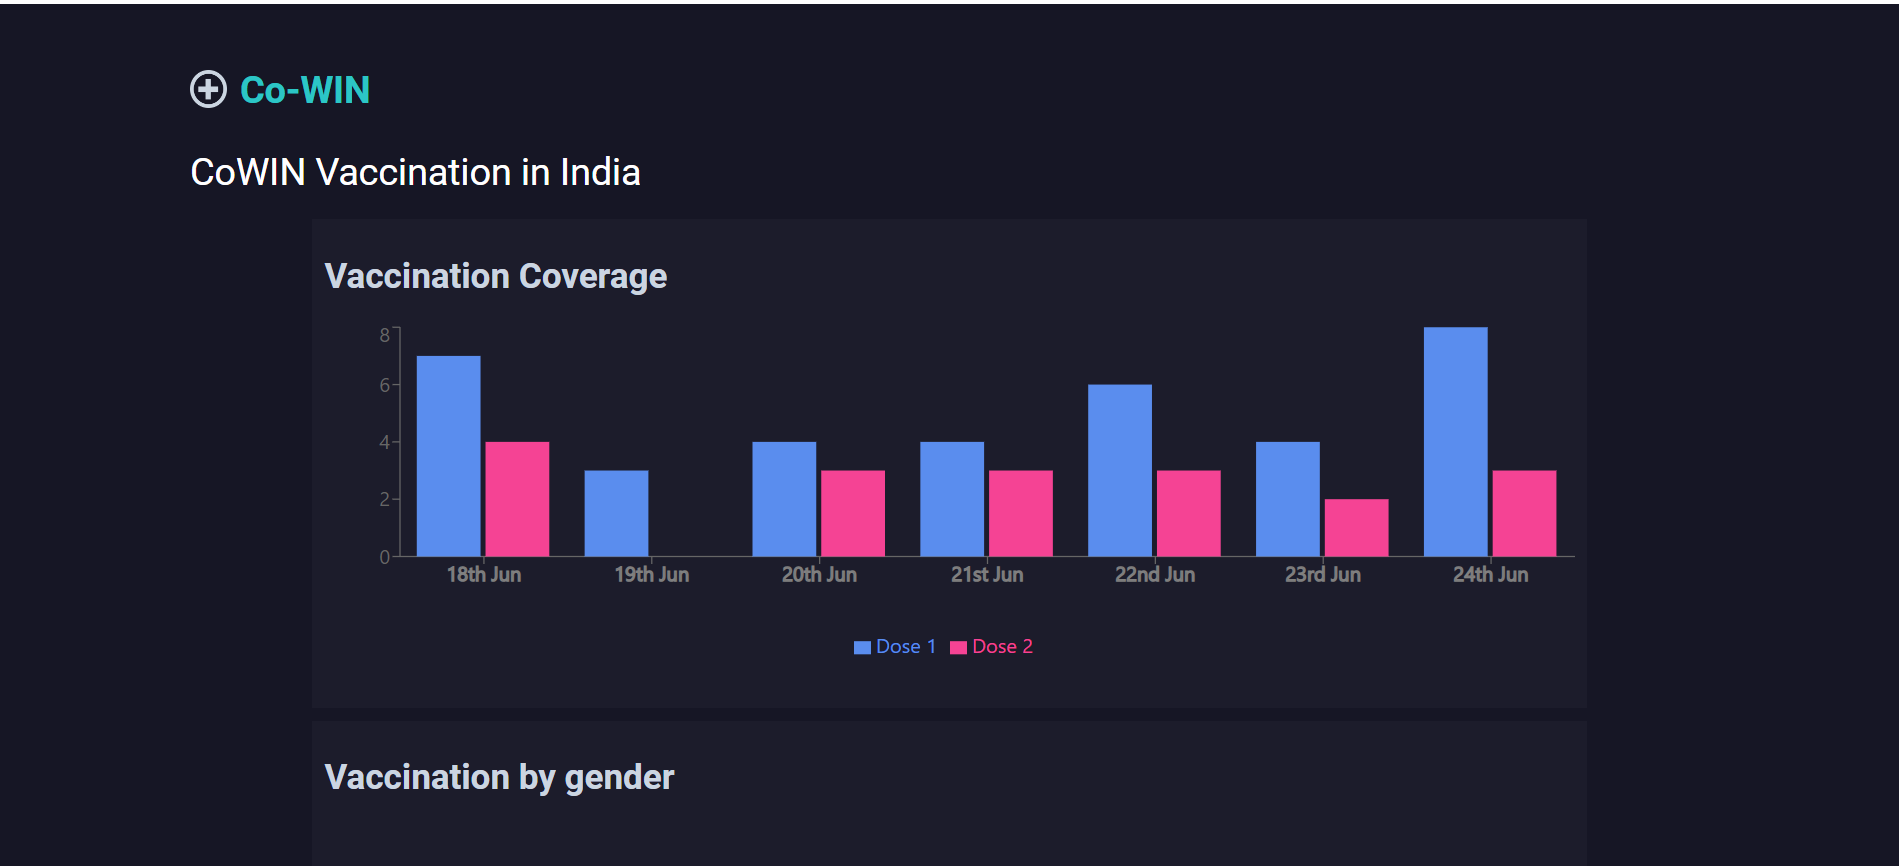 Co-WIN
CoWIN Vaccination in India
Vaccination Coverage
8
6
4
2
0
18th Jun 19th Jun 20th Jun 21st Jun 22nd Jun 23rd Jun 24th Jun
Dose 1 Dose 2
Vaccination by gender